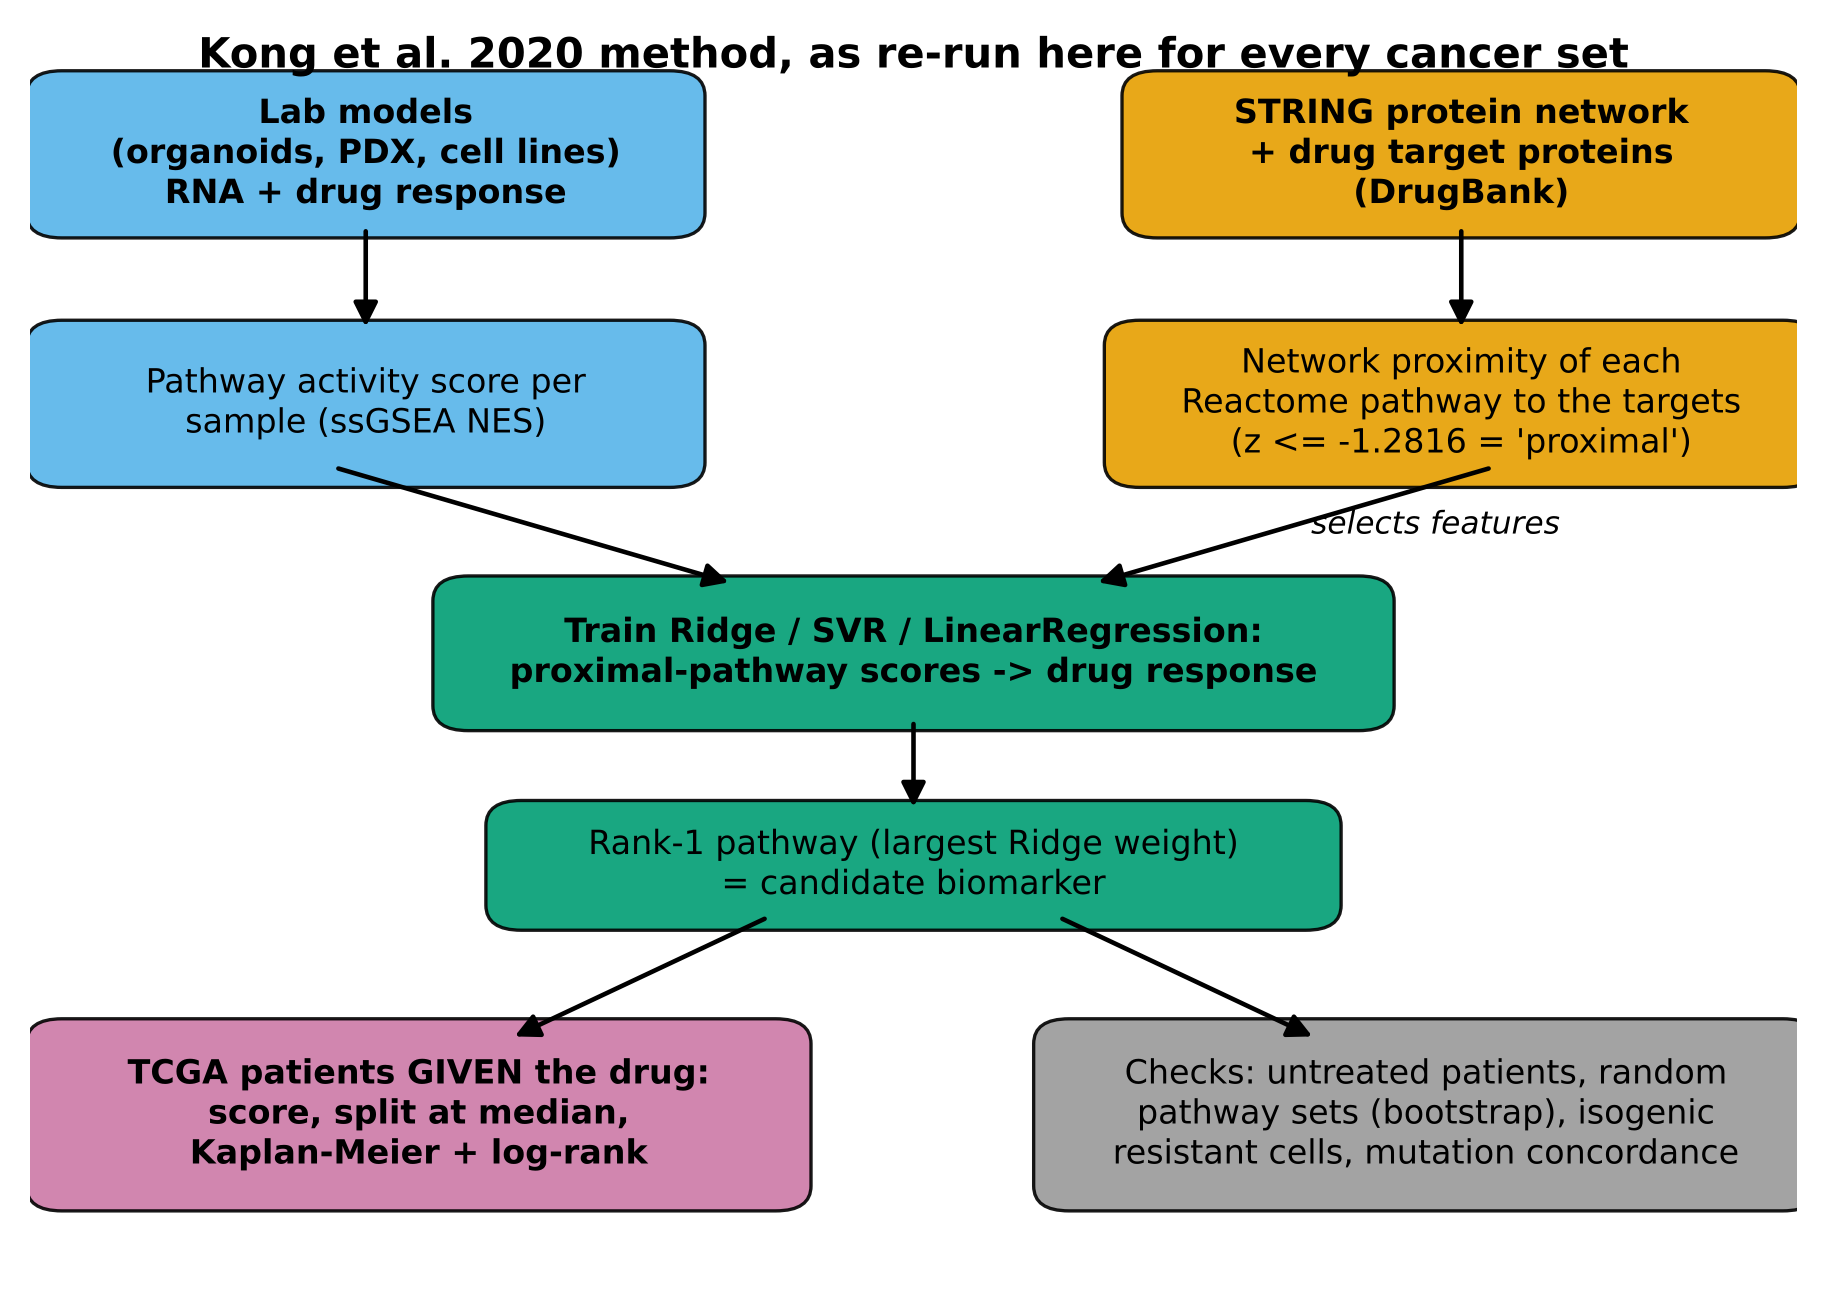 Kong et al. 2020 method, as re-run here for every cancer set
Lab models
(organoids, PDX, cell lines)
RNA + drug response
STRING protein network
+ drug target proteins
(DrugBank)
Pathway activity score per
sample (ssGSEA NES)
Network proximity of each
Reactome pathway to the targets
(z <= -1.2816 = 'proximal')
selects features
Train Ridge / SVR / LinearRegression:
proximal-pathway scores -> drug response
Rank-1 pathway (largest Ridge weight)
= candidate biomarker
TCGA patients GIVEN the drug:
score, split at median,
Kaplan-Meier + log-rank
Checks: untreated patients, random
pathway sets (bootstrap), isogenic
resistant cells, mutation concordance